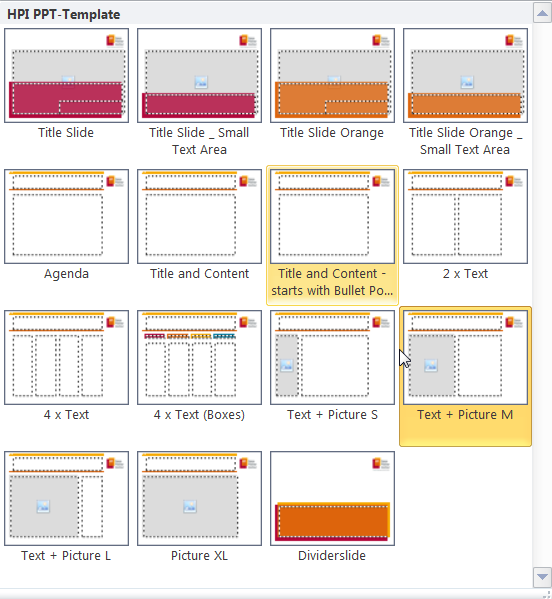 HPI PPT-Template
Title Slide
Title Slide _ Small
Text Area
Title Slide Orange
Title Slide Orange _
Small Text Area
Agenda
Title and Content
Title and Content -
starts with Bullet Po...
2 x Text
4 x Text
4 x Text (Boxes)
Text + Picture S
Text + Picture M
Text + Picture L
Picture XL
Dividerslide